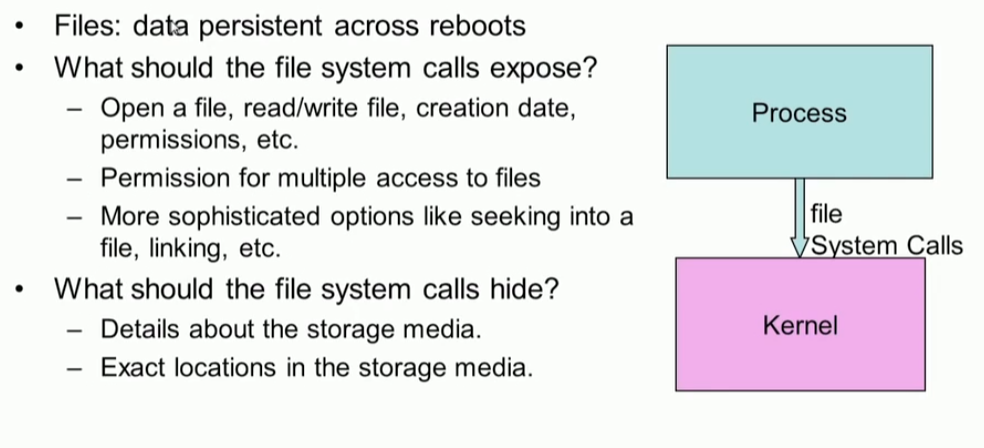 • Files: data persistent across reboots
• What should the file system calls expose?
– Open a file, read/write file, creation date,
permissions, etc.
– Permission for multiple access to files
– More sophisticated options like seeking into a
file, linking, etc.
• What should the file system calls hide?
– Details about the storage media.
– Exact locations in the storage media.
Process
file
System Calls
Kernel